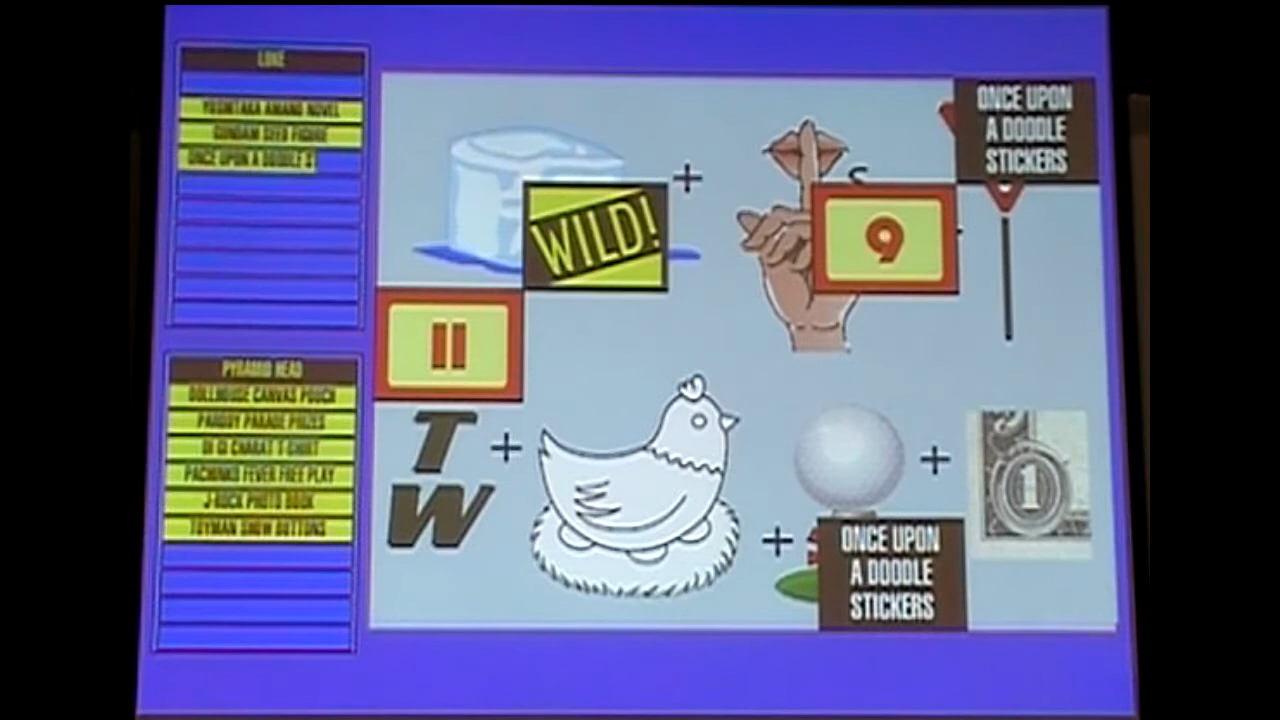 LUKE
YOSHITAKA AMANO NOVEL
GUNDAM SEED FIGURE
ONCE UPON A DOODLE S
PYRAMID HEAD
DOLLHOUSE CANVAS POUCH
PARODY PARADE PRIZES
DI GI CHARAT T-SHIRT
PACHINKO FEVER FREE PLAY
J-ROCK PHOTO BOOK
TOYMAN SHOW BUTTONS
ONCE UPON
A DOODLE
STICKERS
+
WILD!
9
11
T
W
+
+
+
1
ONCE UPON
A DOODLE
STICKERS